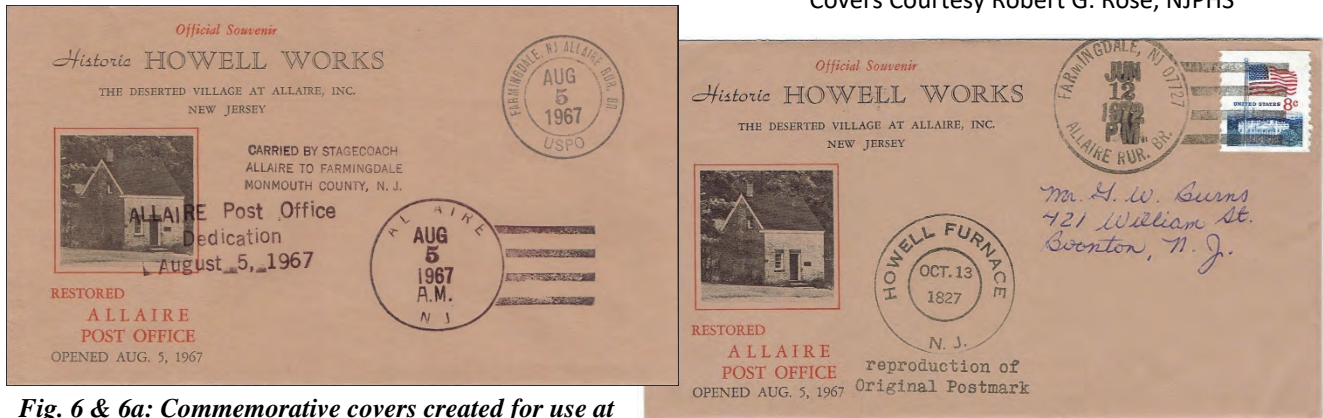 Covers Courtesy Robert G. Rose, NJPHS
Official Souvenir
Historic HOWELL WORKS
THE DESERTED VILLAGE AT ALLAIRE, INC.
NEW JERSEY
FARMINGDALE, NJ ALLAIRE RUR. BR
AUG
5
1967
USPO
CARRIED BY STAGECOACH
ALLAIRE TO FARMINGDALE
MONMOUTH COUNTY, N. J.
ALLAIRE Post Office
Dedication
August 5, 1967
AL AIRE
AUG
5
1967
A.M.
N J
RESTORED
ALLAIRE
POST OFFICE
OPENED AUG. 5, 1967
Official Souvenir
Historic HOWELL WORKS
THE DESERTED VILLAGE AT ALLAIRE, INC.
NEW JERSEY
FARMINGDALE, NJ 07727
JUN
12
1972
P.M.
ALLAIRE RUR. BR.
UNITED STATES 8c
Mr. G. W. Burns
421 William St.
Boonton, N. J.
HOWELL FURNACE
OCT. 13
1827
N. J.
reproduction of
Original Postmark
RESTORED
ALLAIRE
POST OFFICE
OPENED AUG. 5, 1967
Fig. 6 & 6a: Commemorative covers created for use at